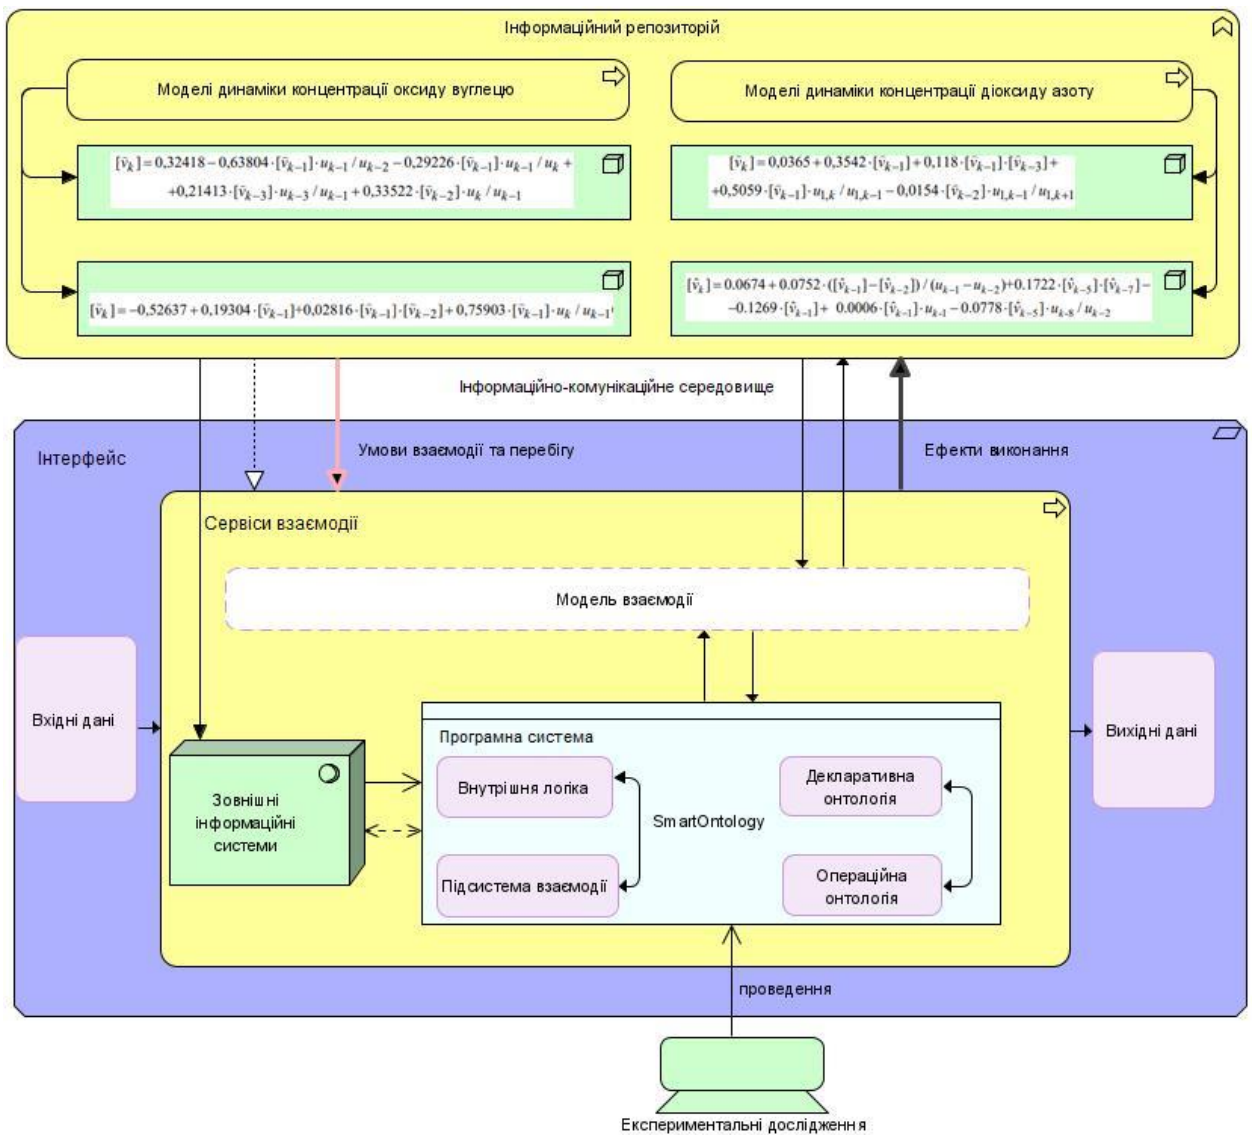 Інформаційний репозиторій
Моделі динаміки концентрації оксиду вуглецю
Моделі динаміки концентрації діоксиду азоту
[v̄ₖ] = 0,32418 − 0,63804·[v̄ₖ₋₁]·uₖ₋₁ / uₖ₋₂ − 0,29226·[v̄ₖ₋₁]·uₖ₋₁ / uₖ +
+0,21413·[v̄ₖ₋₃]·uₖ₋₃ / uₖ₋₁ + 0,33522·[v̄ₖ₋₂]·uₖ / uₖ₋₁
[v̄ₖ] = 0,0365 + 0,3542·[v̄ₖ₋₁] + 0,118·[v̄ₖ₋₁]·[v̄ₖ₋₃] +
+0,5059·[v̄ₖ₋₁]·u₁,ₖ / u₁,ₖ₋₁ − 0,0154·[v̄ₖ₋₂]·u₁,ₖ₋₁ / u₁,ₖ₊₁
[v̄ₖ] = −0,52637 + 0,19304·[v̄ₖ₋₁]+0,02816·[v̄ₖ₋₁]·[v̄ₖ₋₂] + 0,75903·[v̄ₖ₋₁]·uₖ / uₖ₋₁
[v̂ₖ] = 0.0674 + 0.0752·([v̂ₖ₋₁]−[v̂ₖ₋₂]) / (uₖ₋₁ − uₖ₋₂)+0.1722·[v̂ₖ₋₅]·[v̂ₖ₋₇] −
−0.1269·[v̂ₖ₋₁]+ 0.0006·[v̂ₖ₋₁]·uₖ₋₁ − 0.0778·[v̂ₖ₋₅]·uₖ₋₈ / uₖ₋₂
Інформаційно-комунікаційне середовище
Інтерфейс
Умови взаємодії та перебігу
Ефекти виконання
Сервіси взаємодії
Модель взаємодії
Вхідні дані
Вихідні дані
Програмна система
Зовнішні
інформаційні
системи
Внутрішня логіка
SmartOntology
Декларативна
онтологія
Підсистема взаємодії
Операційна
онтологія
проведення
Експериментальні дослідження